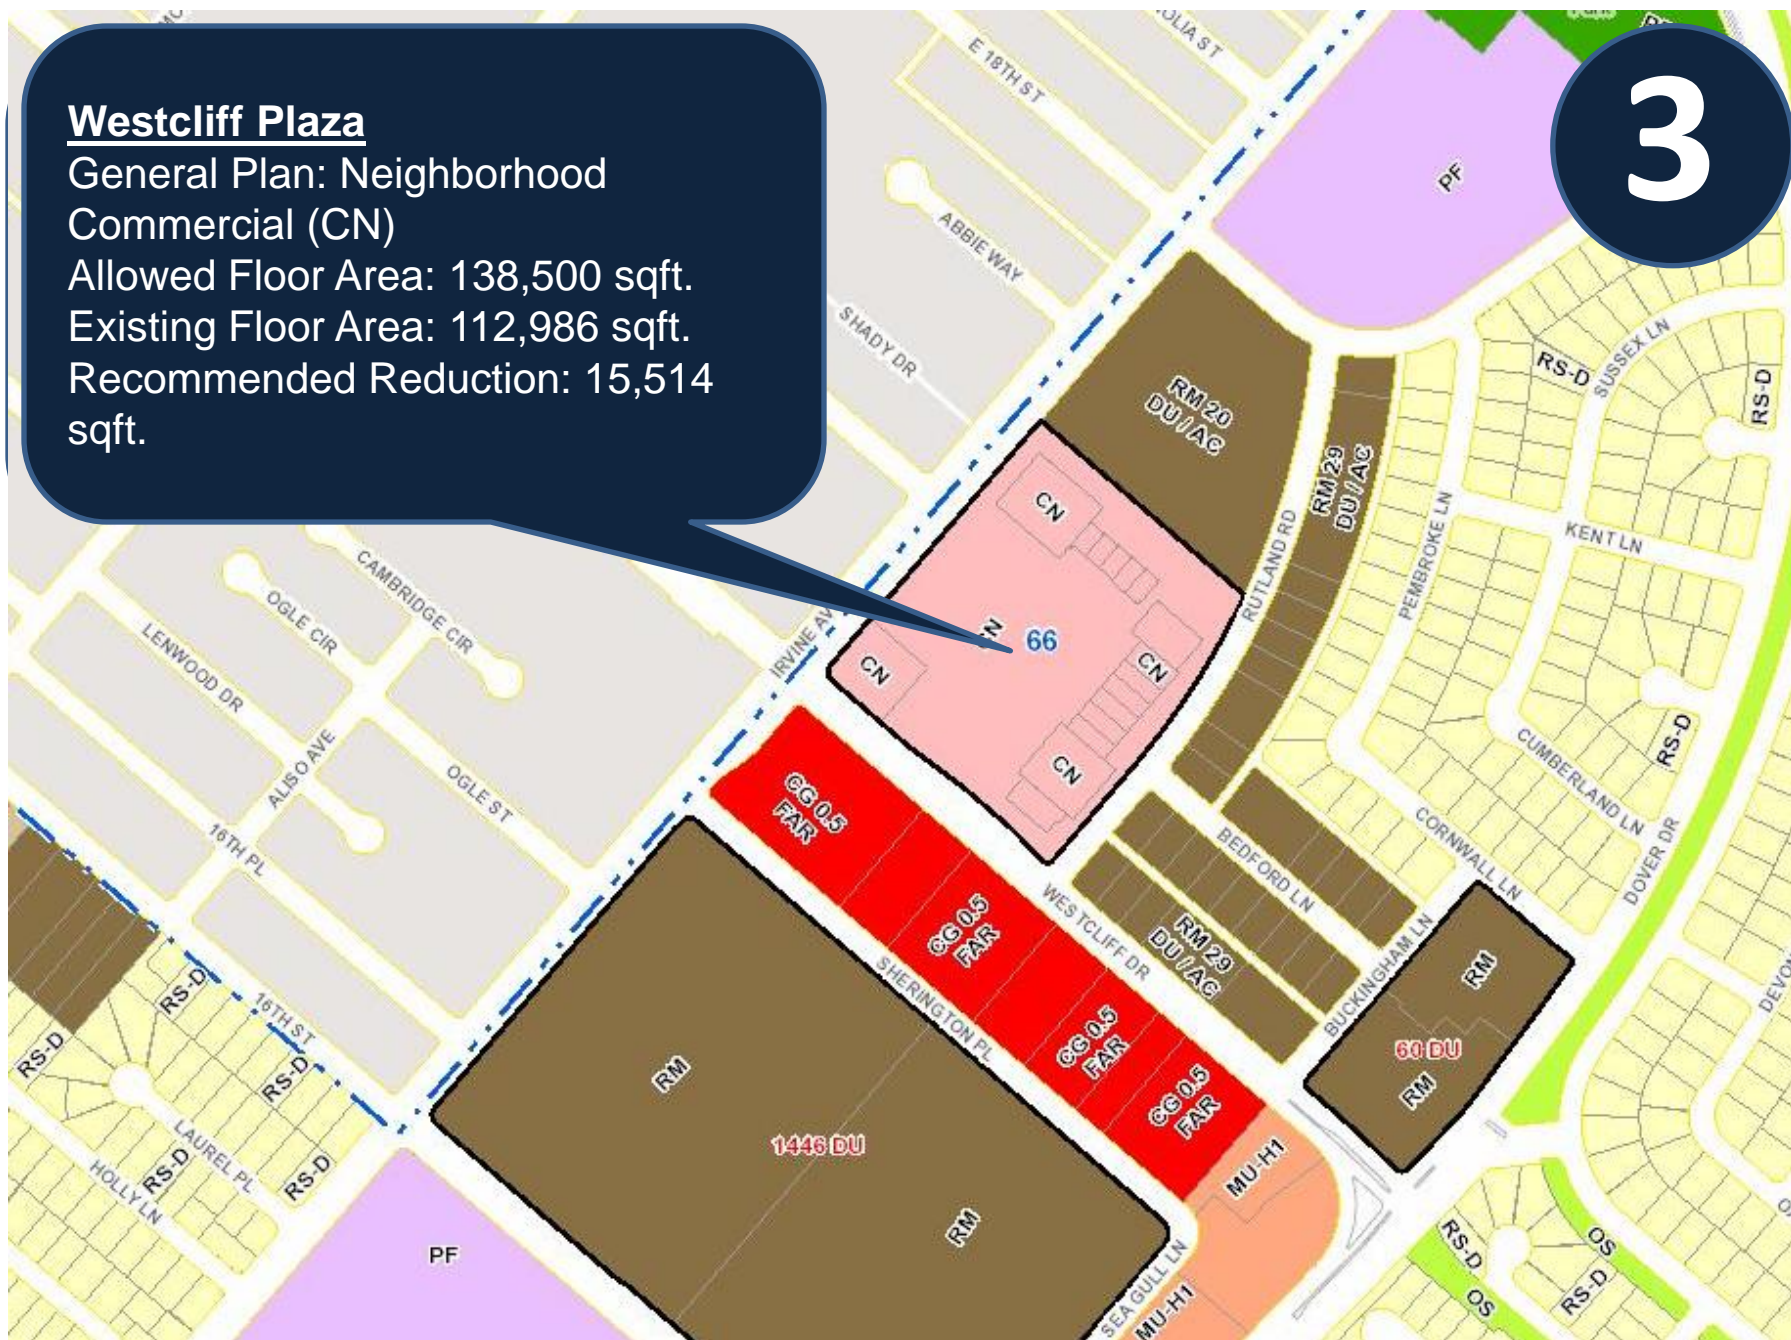 Westcliff Plaza
General Plan: Neighborhood
Commercial (CN)
Allowed Floor Area: 138,500 sqft.
Existing Floor Area: 112,986 sqft.
Recommended Reduction: 15,514
sqft.
3
E 18TH ST
PF
ABBIE WAY
SHADY DR
RM 20
DU / AC
RM 29
DU / AC
RS-D
SUSSEX LN
RS-D
KENT LN
PEMBROKE LN
RUTLAND RD
CN
CN
66
CN
CN
CN
CAMBRIDGE CIR
OGLE CIR
LENWOOD DR
ALISO AVE
OGLE ST
16TH PL
16TH ST
CG 0.5
FAR
CG 0.5
FAR
CG 0.5
FAR
CG 0.5
FAR
WESTCLIFF DR
SHERINGTON PL
BEDFORD LN
RM 29
DU / AC
BUCKINGHAM LN
CORNWALL LN
CUMBERLAND LN
RS-D
DOVER DR
RM
60 DU
RM
RM
1446 DU
RM
MU-H1
MU-H1
SEA GULL LN
RS-D
RS-D
RS-D
RS-D
RS-D
LAUREL PL
HOLLY LN
PF
RS-D
OS
OS
RS-D